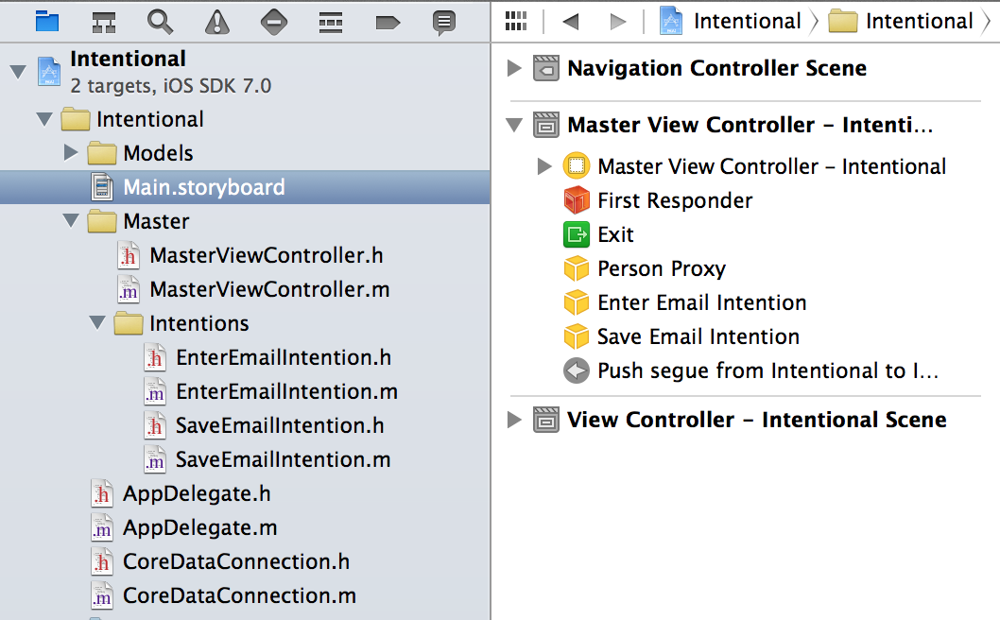 Intentional
2 targets, iOS SDK 7.0
Intentional
Models
Main.storyboard
Master
.h MasterViewController.h
.m MasterViewController.m
Intentions
.h EnterEmailIntention.h
.m EnterEmailIntention.m
.h SaveEmailIntention.h
.m SaveEmailIntention.m
.h AppDelegate.h
.m AppDelegate.m
.h CoreDataConnection.h
.m CoreDataConnection.m
Intentional Intentional
Navigation Controller Scene
Master View Controller – Intenti...
Master View Controller – Intentional
First Responder
Exit
Person Proxy
Enter Email Intention
Save Email Intention
Push segue from Intentional to I...
View Controller – Intentional Scene